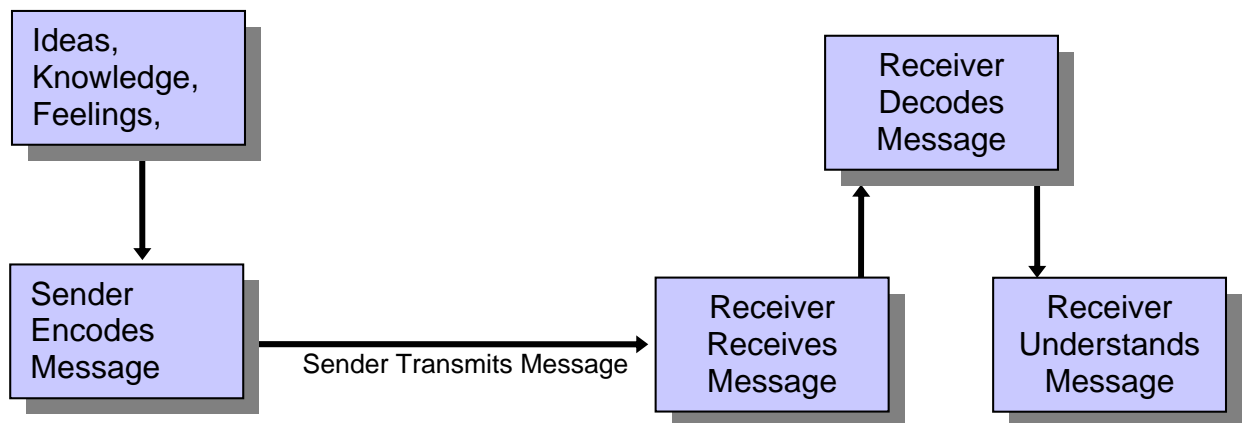 Ideas,
Knowledge,
Feelings,
Sender
Encodes
Message
Sender Transmits Message
Receiver
Receives
Message
Receiver
Decodes
Message
Receiver
Understands
Message